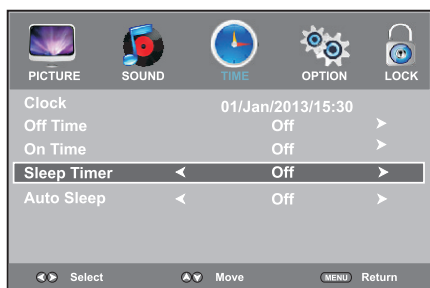 PICTURE SOUND TIME OPTION LOCK
Clock 01/Jan/2013/15:30
Off Time Off
On Time Off
Sleep Timer Off
Auto Sleep Off
Select Move MENU Return